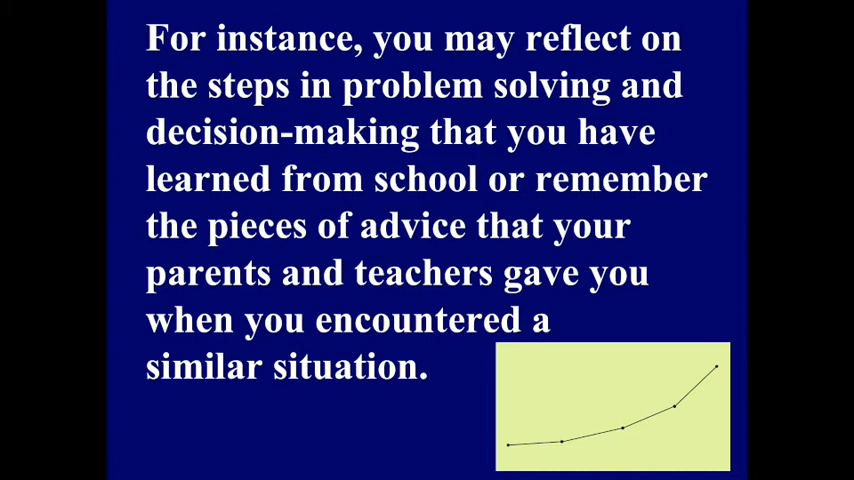 For instance, you may reflect on
the steps in problem solving and
decision-making that you have
learned from school or remember
the pieces of advice that your
parents and teachers gave you
when you encountered a
similar situation.